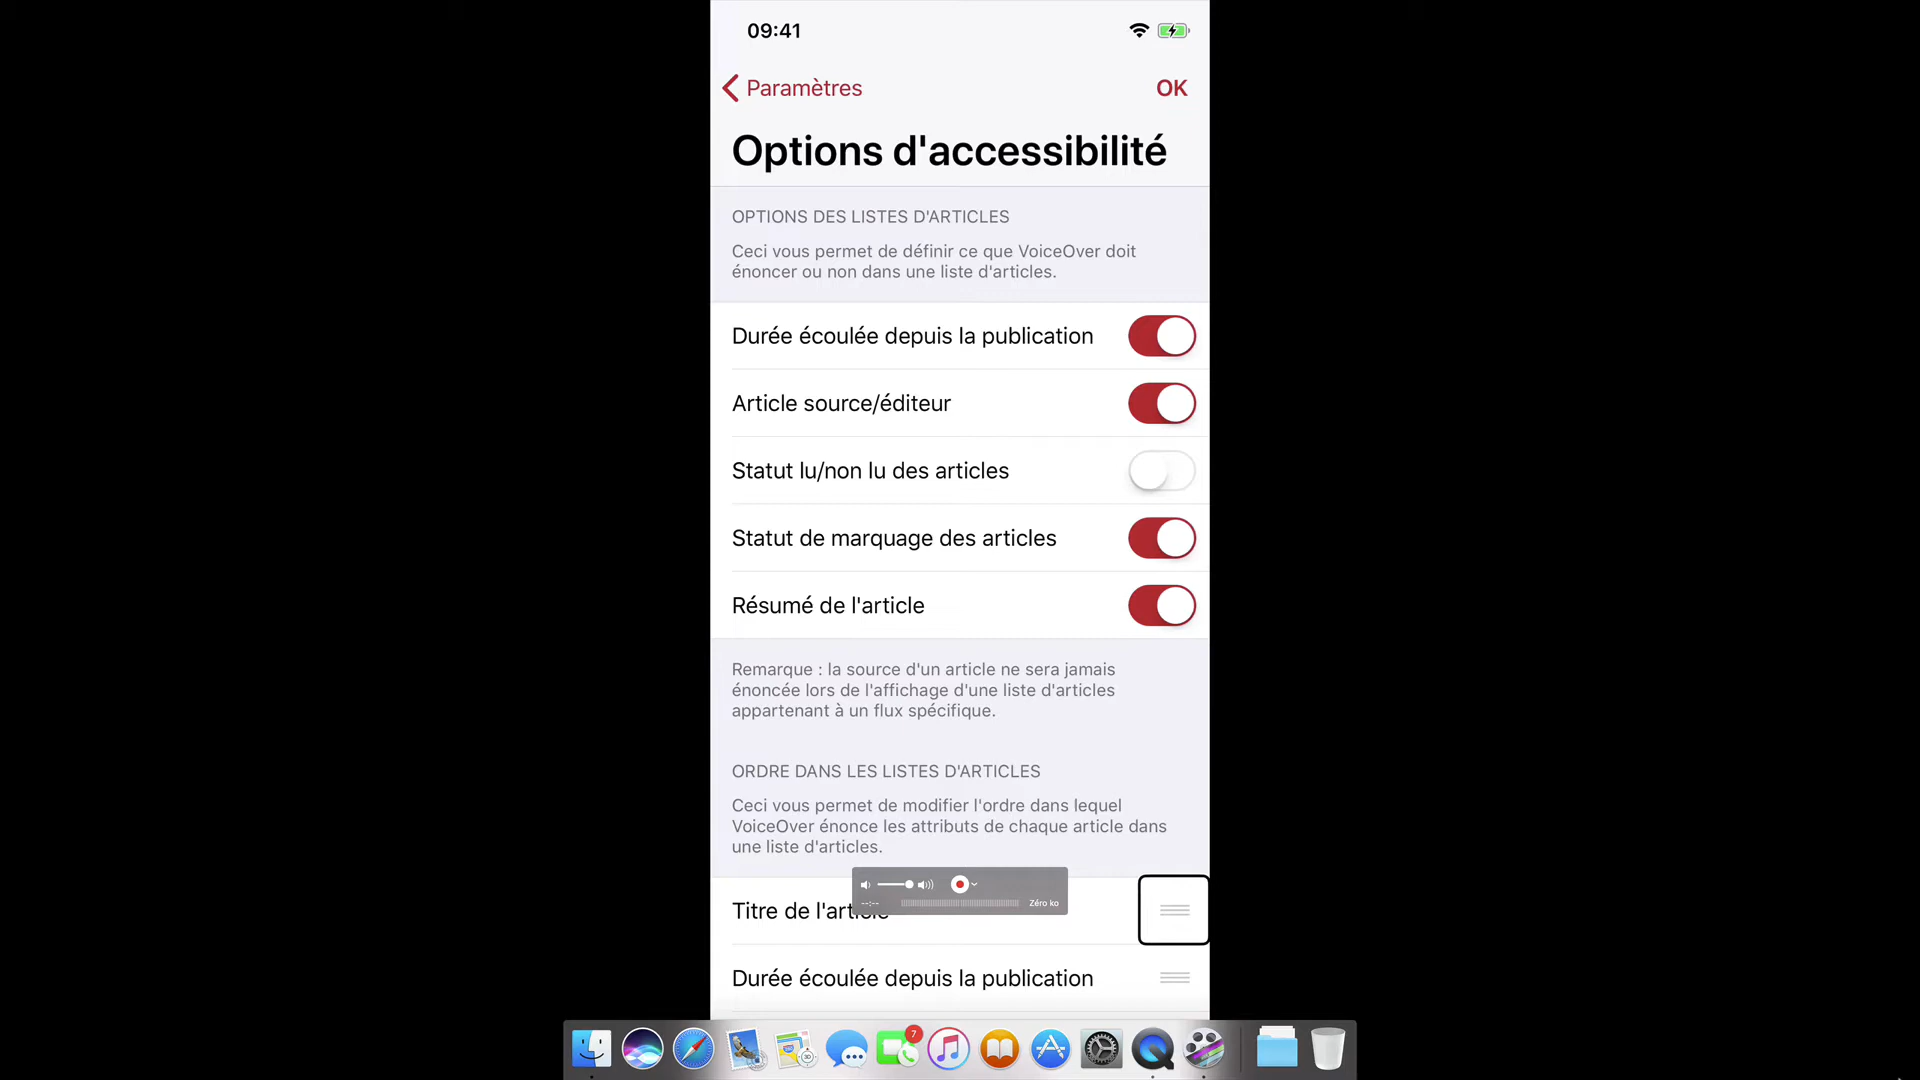 09:41
Paramètres
OK
Options d'accessibilité
OPTIONS DES LISTES D'ARTICLES
Ceci vous permet de définir ce que VoiceOver doit
énoncer ou non dans une liste d'articles.
Durée écoulée depuis la publication
Article source/éditeur
Statut lu/non lu des articles
Statut de marquage des articles
Résumé de l'article
Remarque : la source d'un article ne sera jamais
énoncée lors de l'affichage d'une liste d'articles
appartenant à un flux spécifique.
ORDRE DANS LES LISTES D'ARTICLES
Ceci vous permet de modifier l'ordre dans lequel
VoiceOver énonce les attributs de chaque article dans
une liste d'articles.
--:--
Zéro ko
Titre de l'article
Durée écoulée depuis la publication
7
3D